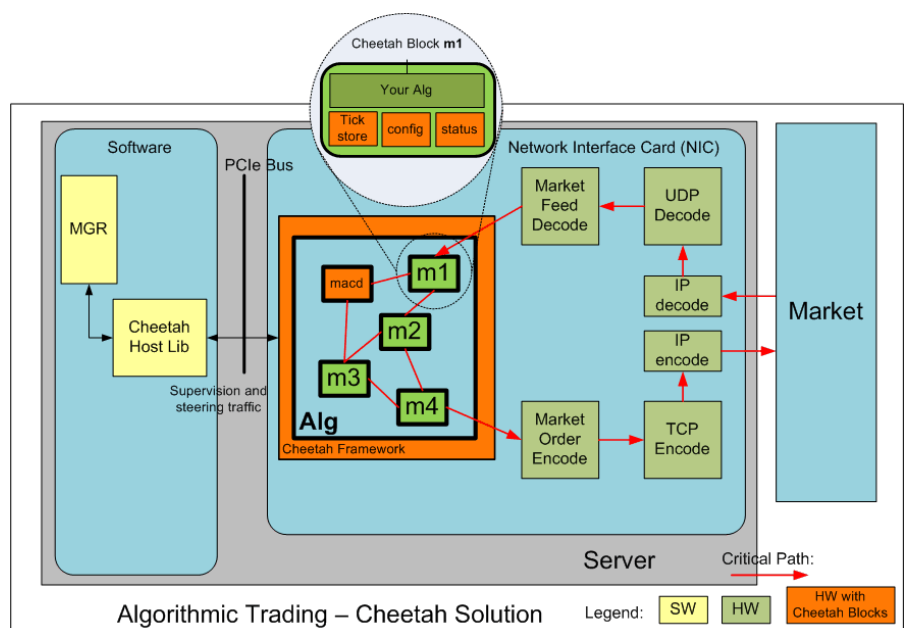 Cheetah Block m1
Your Alg
Tick
store
config
status
Software
PCIe Bus
Network Interface Card (NIC)
MGR
Cheetah
Host Lib
Supervision and
steering traffic
macd
m1
m2
m3
m4
Alg
Cheetah Framework
Market
Feed
Decode
UDP
Decode
IP
decode
IP
encode
Market
Order
Encode
TCP
Encode
Market
Server
Critical Path:
Algorithmic Trading – Cheetah Solution
Legend:
SW
HW
HW with
Cheetah Blocks